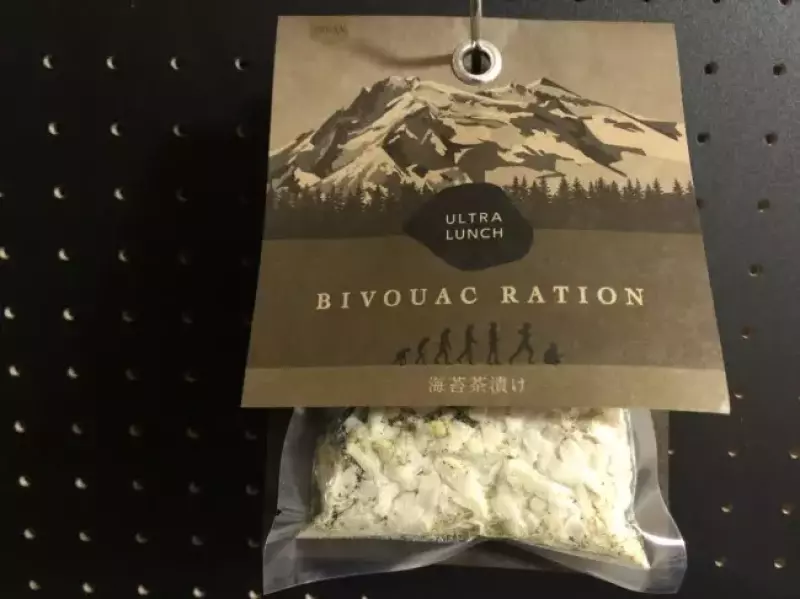 ULTRA
LUNCH
BIVOUAC RATION
海苔茶漬け